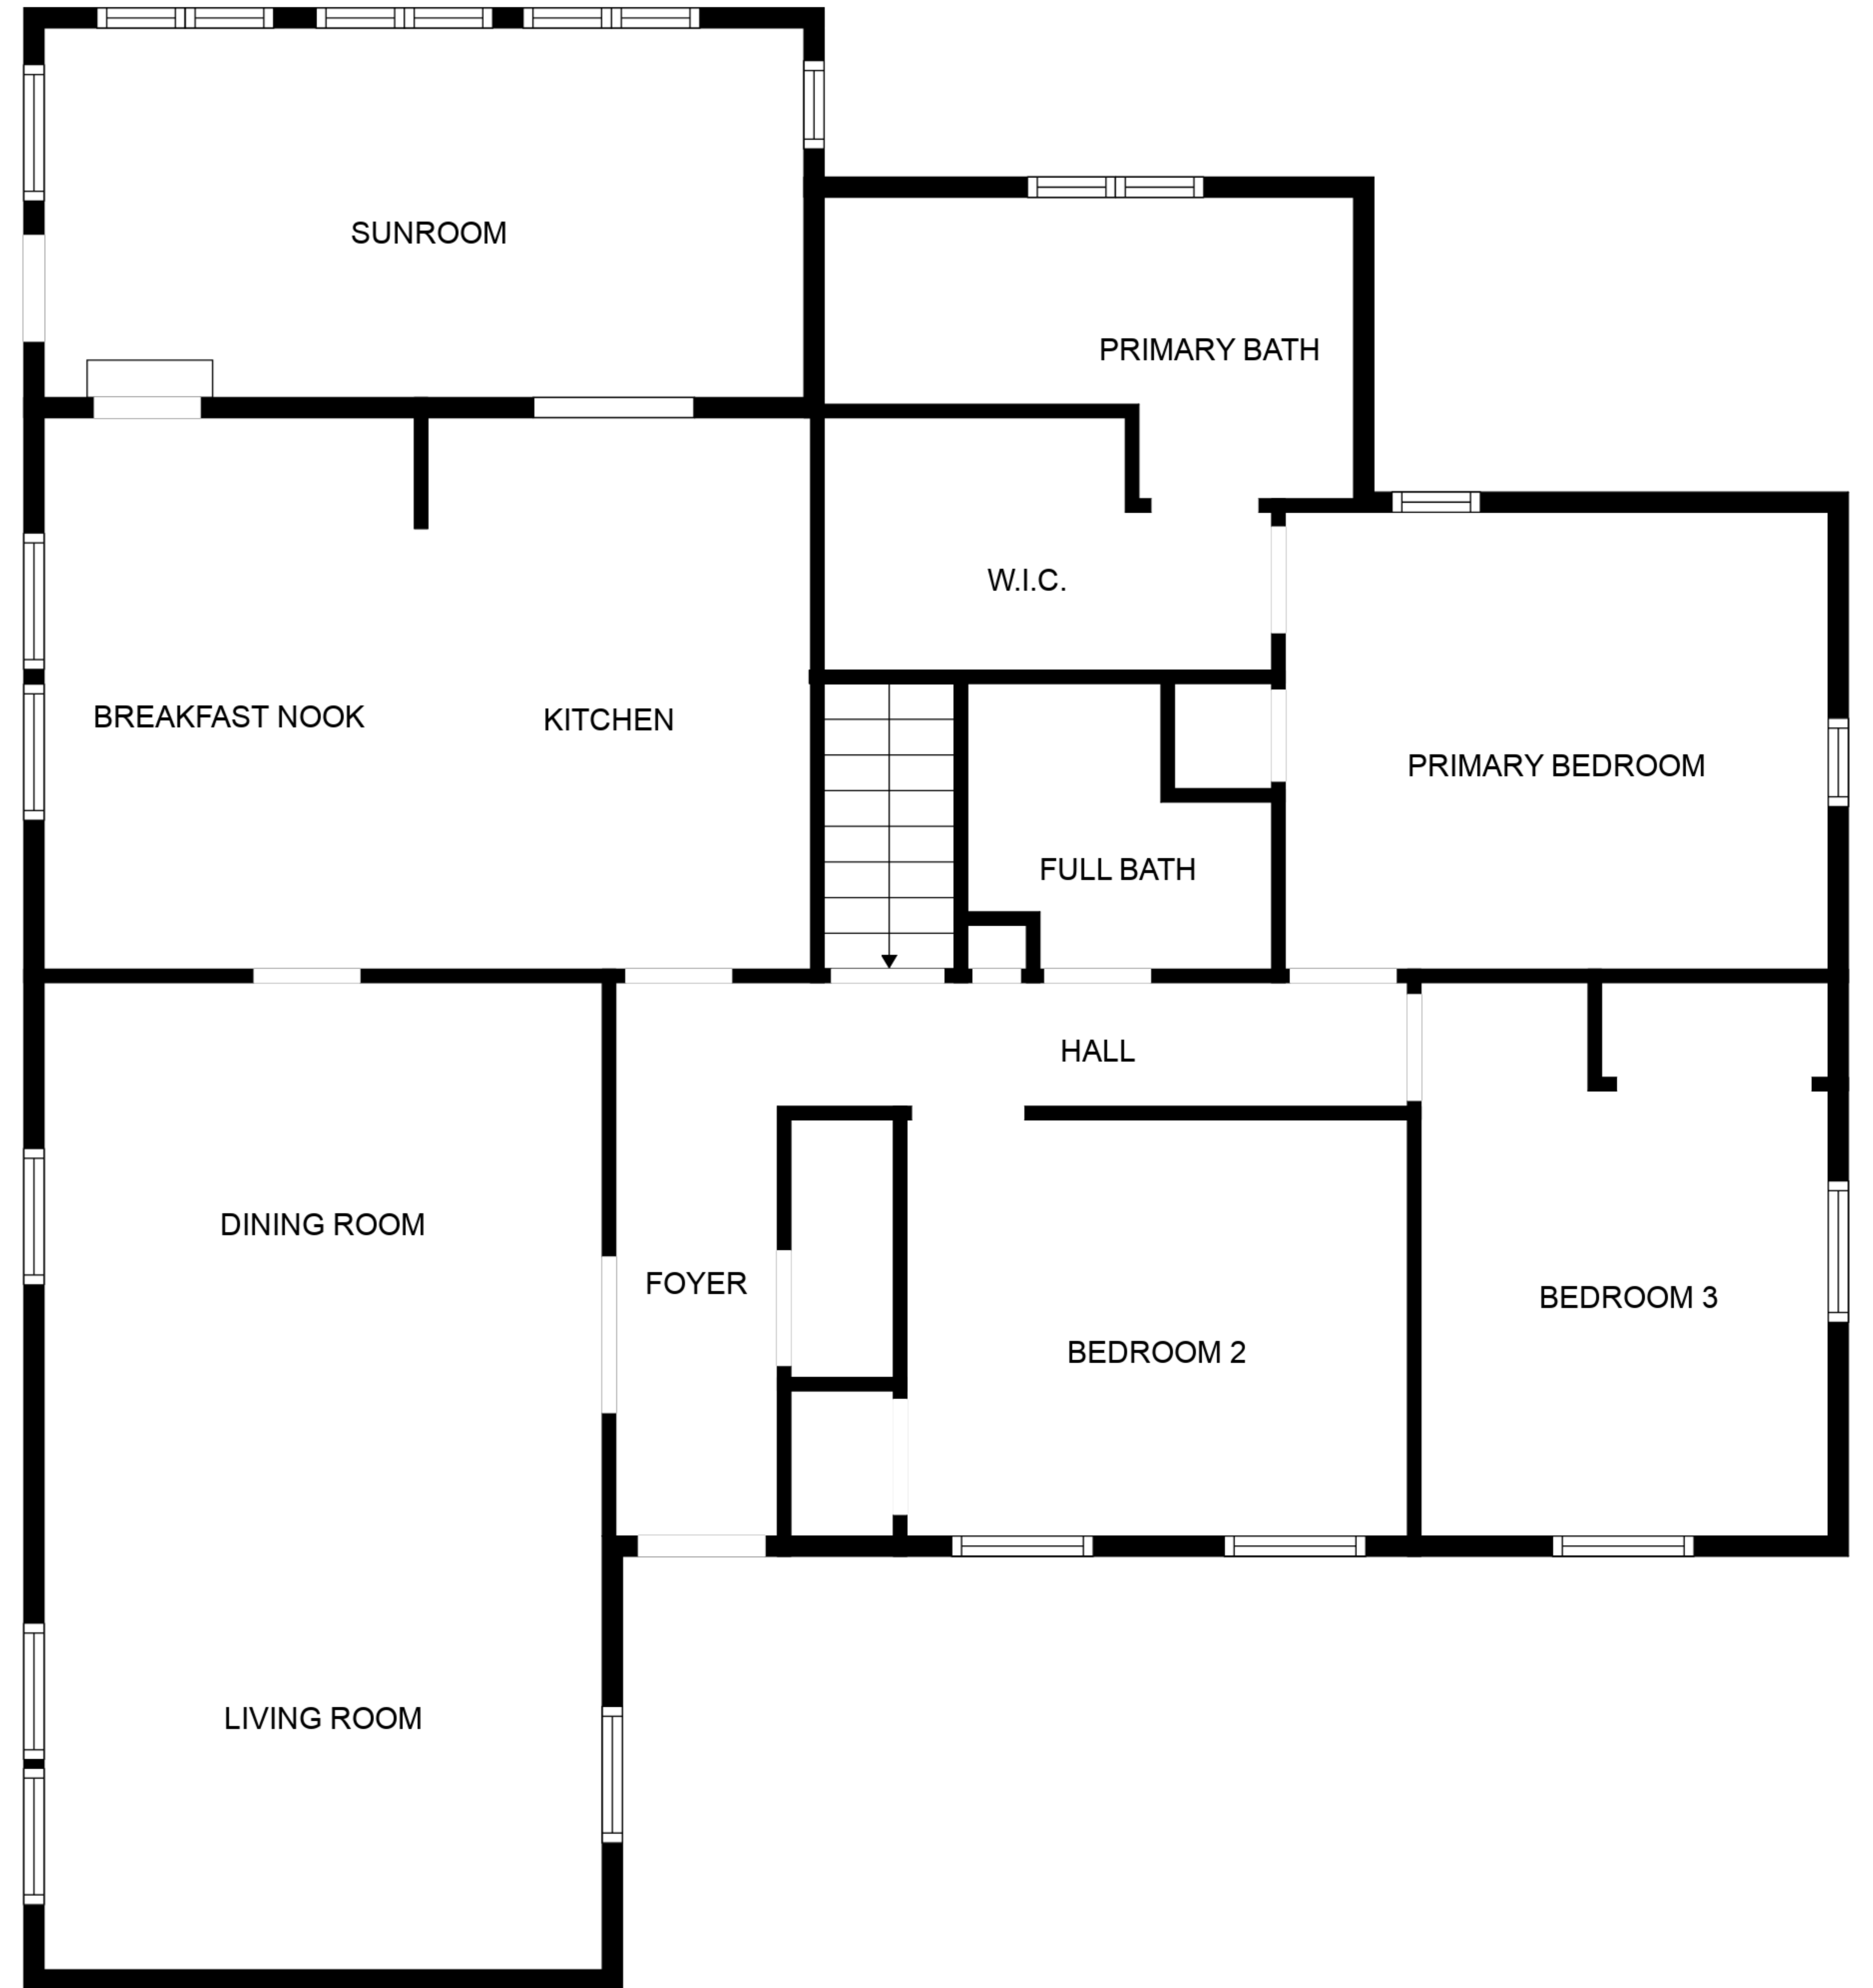 SUNROOM
PRIMARY BATH
W.I.C.
BREAKFAST NOOK
KITCHEN
PRIMARY BEDROOM
FULL BATH
HALL
DINING ROOM
FOYER
BEDROOM 3
BEDROOM 2
LIVING ROOM